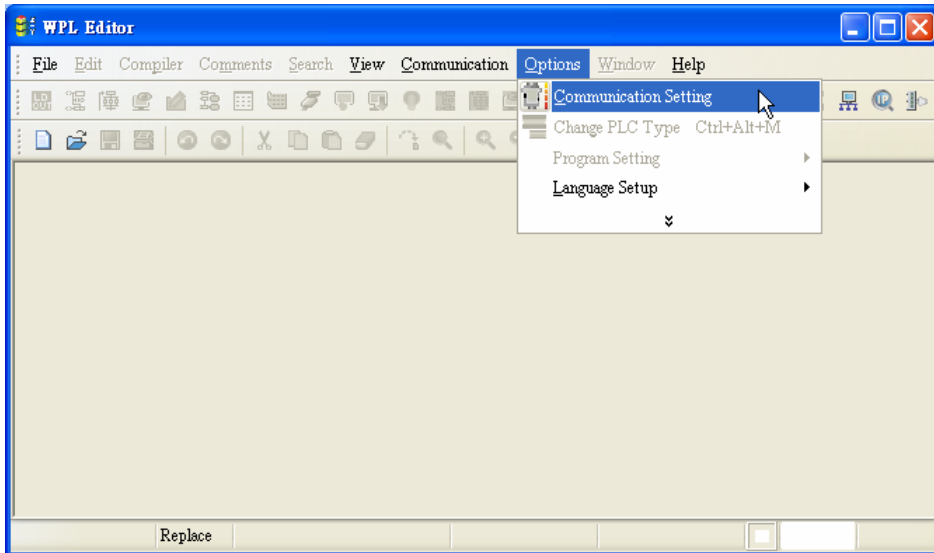 WPL Editor
File Edit Compiler Comments Search View Communication Options Window Help
Communication Setting
Change PLC Type Ctrl+Alt+M
Program Setting
Language Setup
Replace